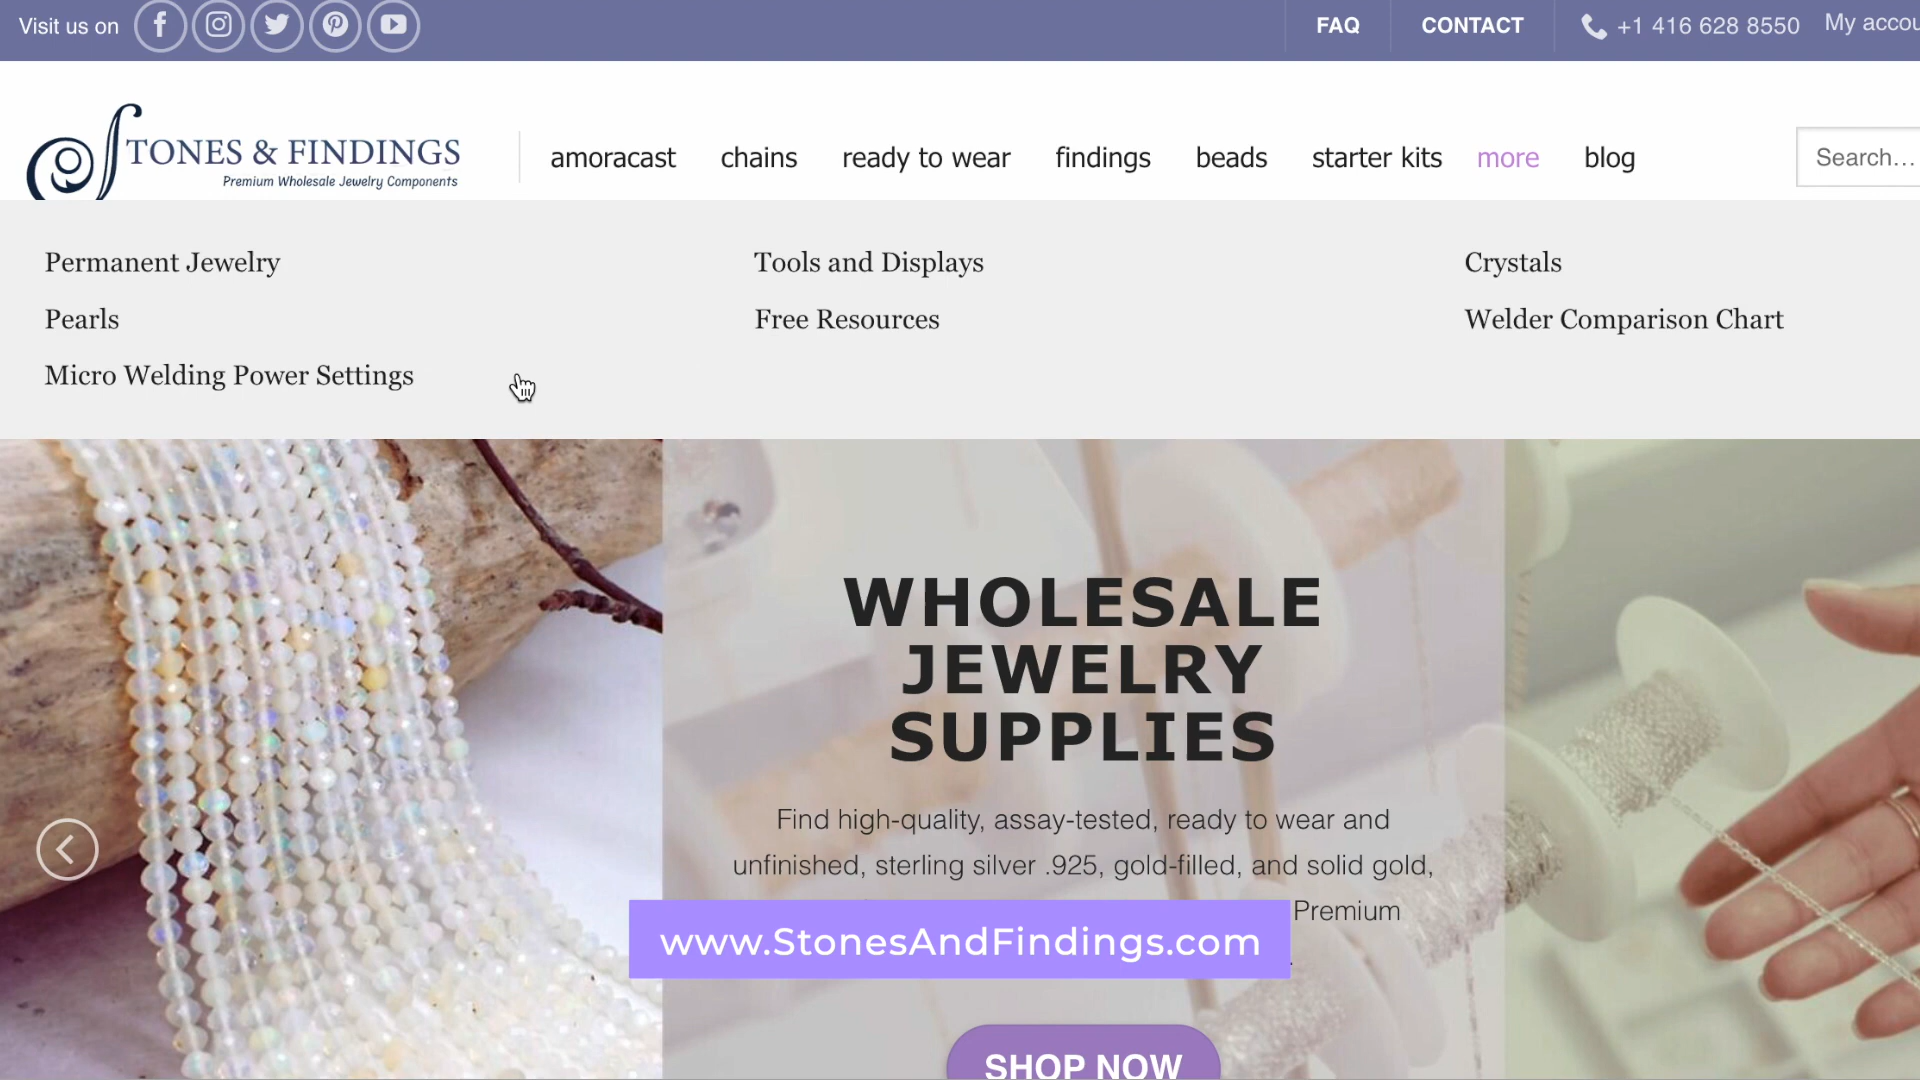 Visit us on
FAQ
CONTACT
+1 416 628 8550
My accou
STONES & FINDINGS
Premium Wholesale Jewelry Components
amoracast
chains
ready to wear
findings
beads
starter kits
more
blog
Search...
Permanent Jewelry
Tools and Displays
Crystals
Pearls
Free Resources
Welder Comparison Chart
Micro Welding Power Settings
WHOLESALE
JEWELRY
SUPPLIES
Find high-quality, assay-tested, ready to wear and
unfinished, sterling silver .925, gold-filled, and solid gold,
Premium
www.StonesAndFindings.com
SHOP NOW